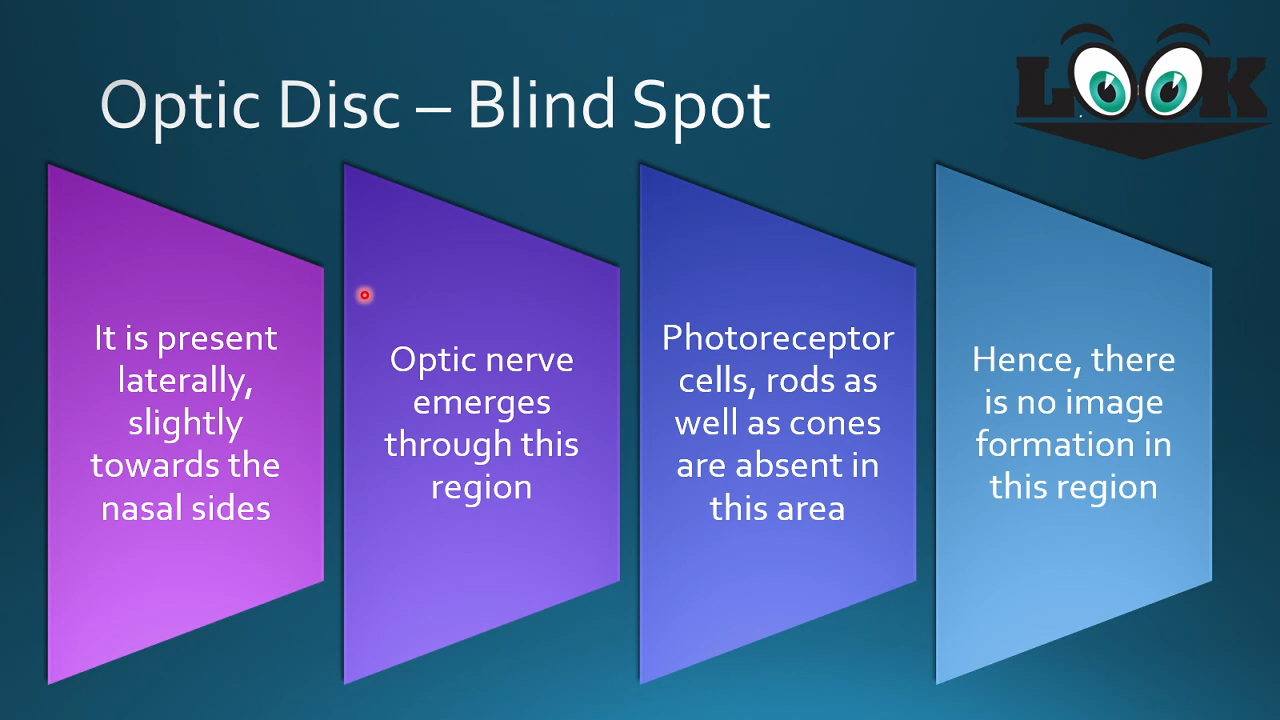 LOOK
Optic Disc – Blind Spot
It is present
laterally,
slightly
towards the
nasal sides
Optic nerve
emerges
through this
region
Photoreceptor
cells, rods as
well as cones
are absent in
this area
Hence, there
is no image
formation in
this region